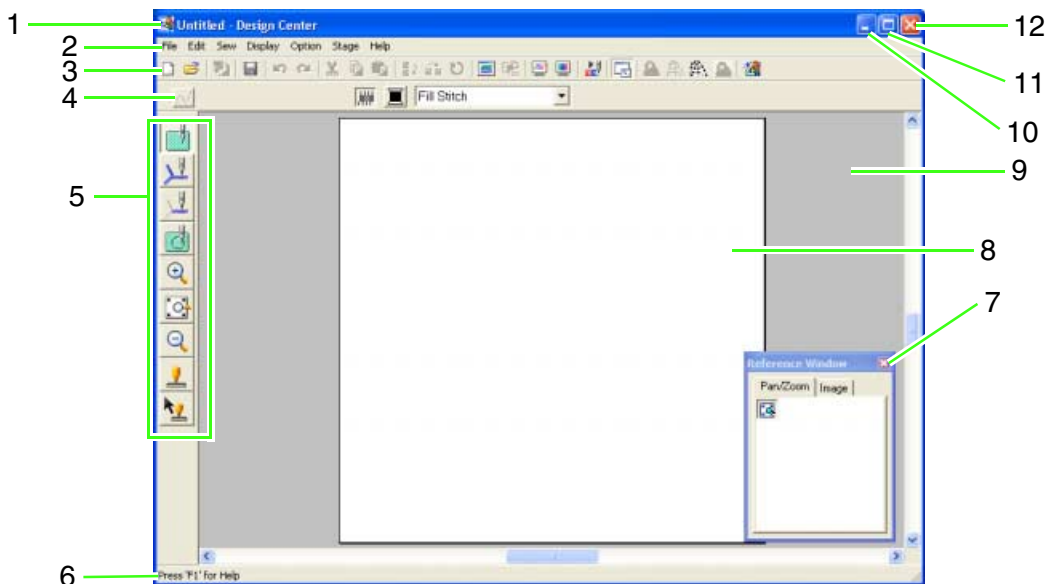 1
Untitled - Design Center
12
2
File Edit Sew Display Option Stage Help
3
11
4
Fill Stitch
10
5
9
8
7
Reference Window
Pan/Zoom Image
6
Press 'F1' for Help